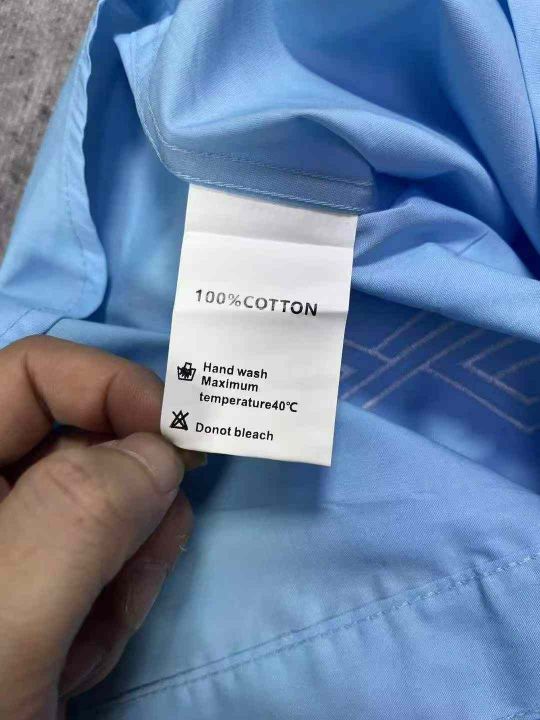 100%COTTON
Hand wash
Maximum
temperature40℃
Donot bleach